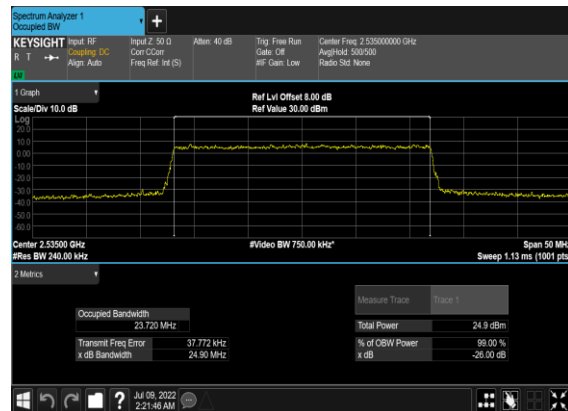 Spectrum Analyzer 1
Occupied BW
+
KEYSIGHT Input: RF Input Z: 50 Ω Atten: 40 dB Trig: Free Run Center Freq: 2.535000000 GHz
R T Coupling: DC Corr CCorr Gate: Off Avg|Hold: 500/500
Align: Auto Freq Ref: Int (S) #IF Gain: Low Radio Std: None
LXI
1 Graph
Ref Lvl Offset 8.00 dB
Scale/Div 10.0 dB Ref Value 30.00 dBm
Log
20.0
10.0
0.00
-10.0
-20.0
-30.0
-40.0
-50.0
-60.0
Center 2.53500 GHz #Video BW 750.00 kHz* Span 50 MHz
#Res BW 240.00 kHz Sweep 1.13 ms (1001 pts
2 Metrics
Measure Trace Trace 1
Occupied Bandwidth
23.720 MHz Total Power 24.9 dBm
Transmit Freq Error 37.772 kHz % of OBW Power 99.00 %
x dB Bandwidth 24.90 MHz x dB -26.00 dB
? Jul 09, 2022
2:21:46 AM